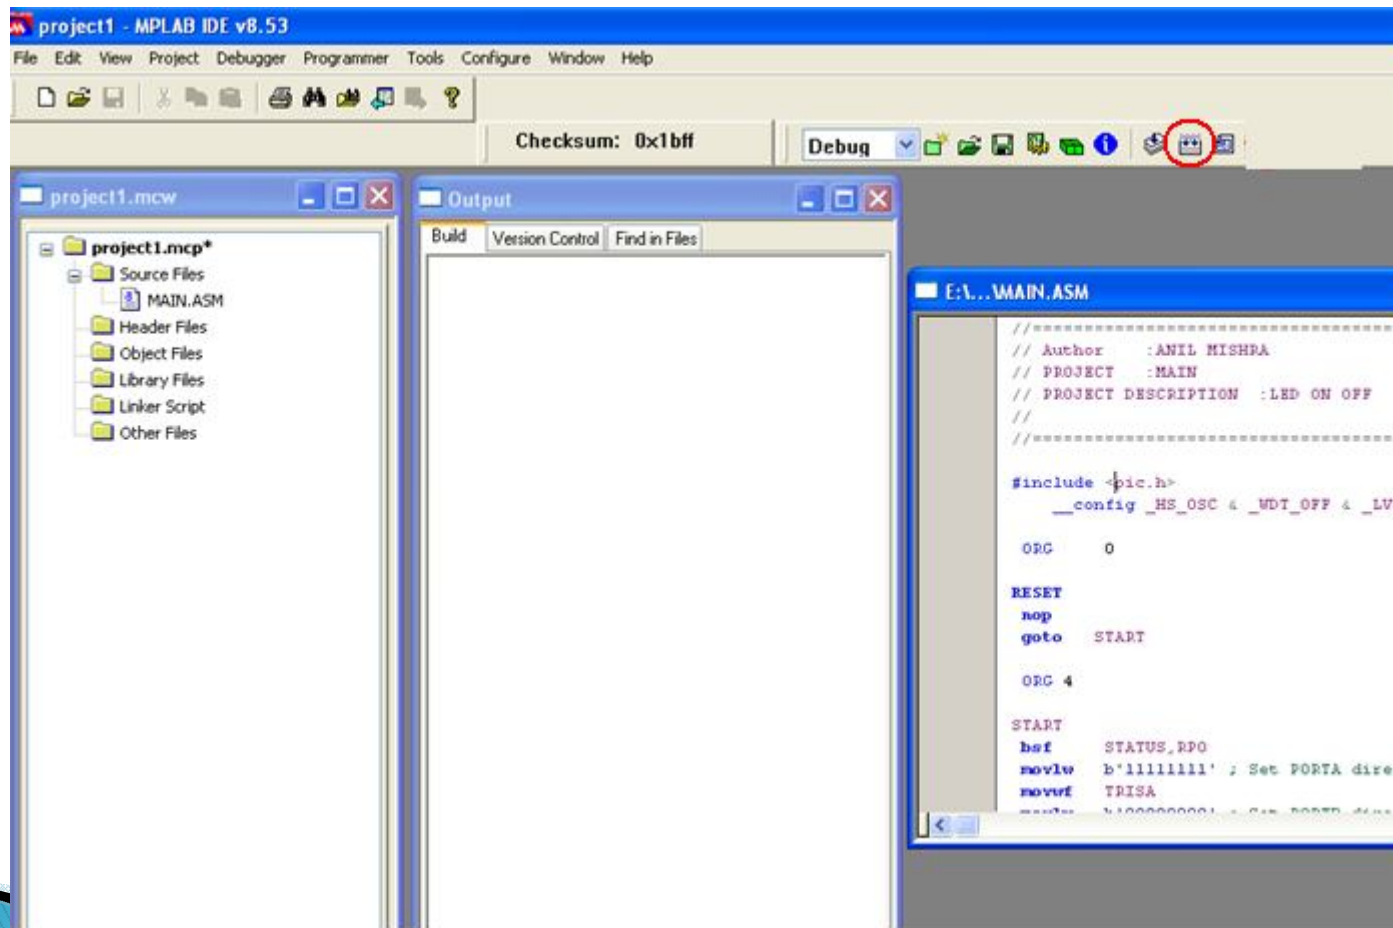 project1 - MPLAB IDE v8.53
File Edit View Project Debugger Programmer Tools Configure Window Help
Checksum: 0x1bff
Debug
project1.mcw
project1.mcp*
Source Files
MAIN.ASM
Header Files
Object Files
Library Files
Linker Script
Other Files
Output
Build Version Control Find in Files
E:\...\MAIN.ASM
//===================================
// Author :ANIL MISHRA
// PROJECT :MAIN
// PROJECT DESCRIPTION :LED ON OFF
//
//===================================
#include <pic.h>
__config _HS_OSC & _WDT_OFF & _LV
ORG 0
RESET
nop
goto START
ORG 4
START
bsf STATUS,RP0
movlw b'11111111' ; Set PORTA dire
movwf TRISA